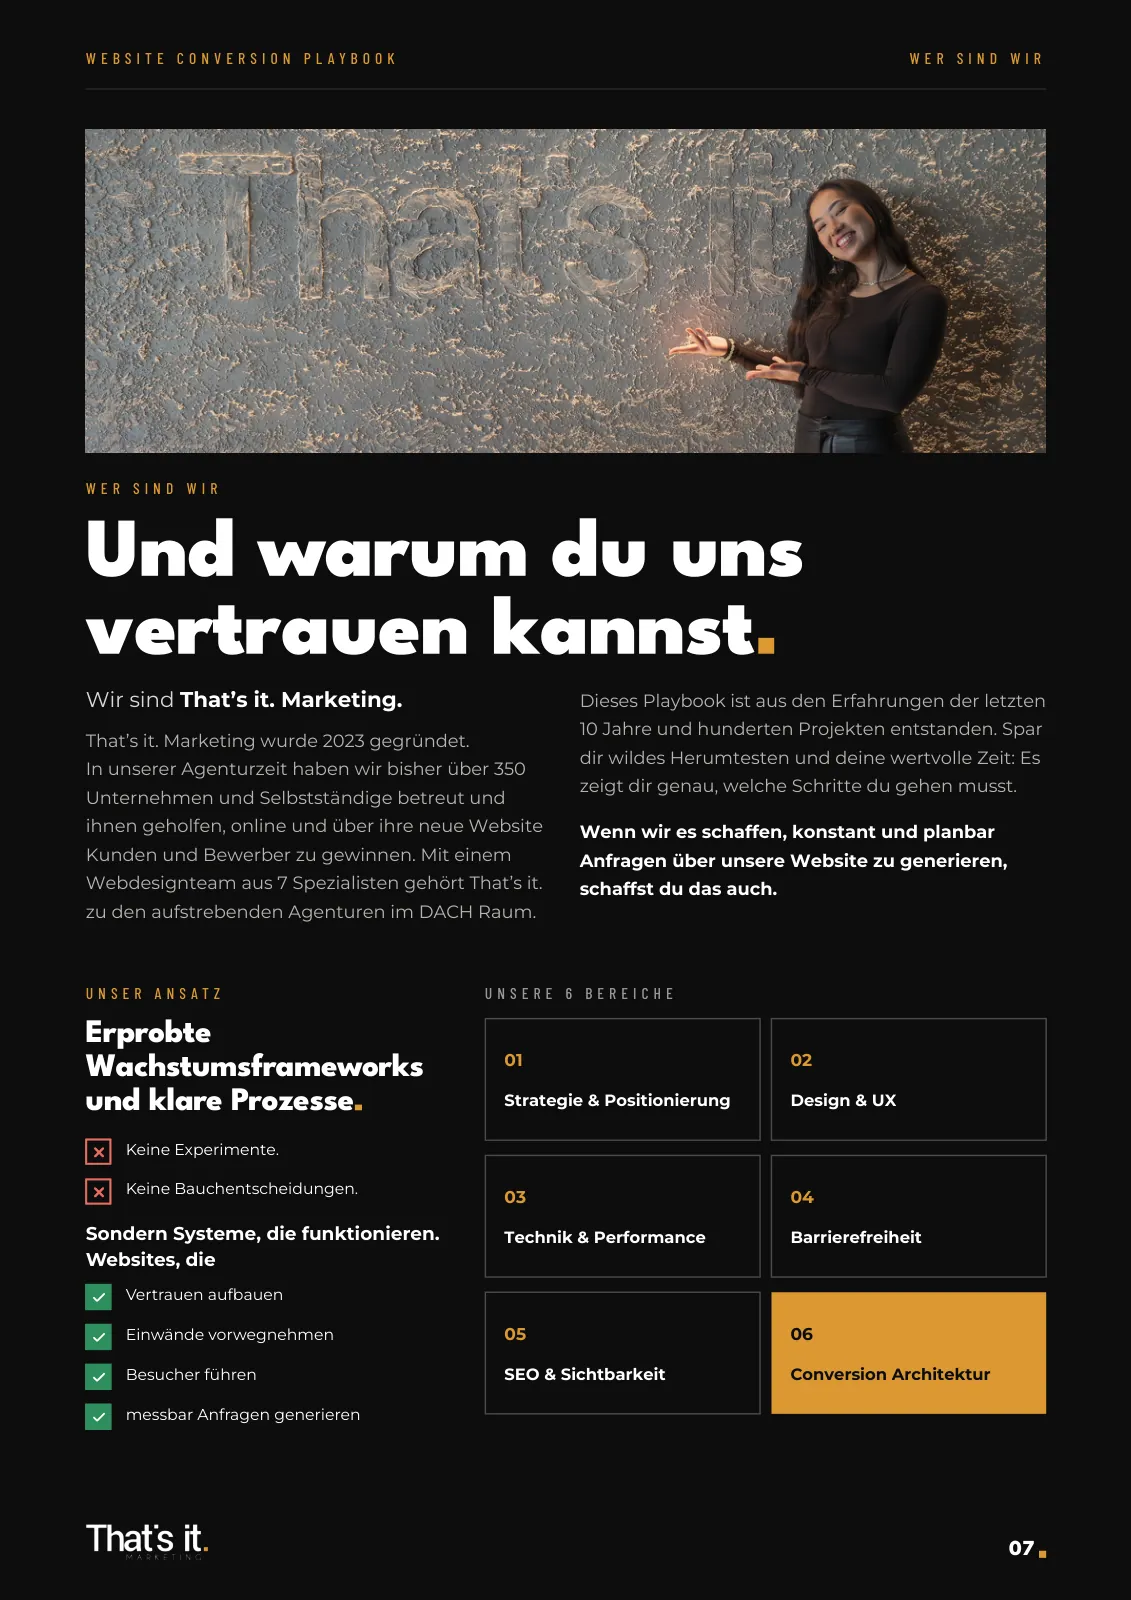 WEBSITE CONVERSION PLAYBOOK
WER SIND WIR
That's it
WER SIND WIR
Und warum du uns
vertrauen kannst.
Wir sind That’s it. Marketing.
That’s it. Marketing wurde 2023 gegründet.
In unserer Agenturzeit haben wir bisher über 350
Unternehmen und Selbstständige betreut und
ihnen geholfen, online und über ihre neue Website
Kunden und Bewerber zu gewinnen. Mit einem
Webdesignteam aus 7 Spezialisten gehört That’s it.
zu den aufstrebenden Agenturen im DACH Raum.
Dieses Playbook ist aus den Erfahrungen der letzten
10 Jahre und hunderten Projekten entstanden. Spar
dir wildes Herumtesten und deine wertvolle Zeit: Es
zeigt dir genau, welche Schritte du gehen musst.
Wenn wir es schaffen, konstant und planbar
Anfragen über unsere Website zu generieren,
schaffst du das auch.
UNSER ANSATZ
Erprobte
Wachstumsframeworks
und klare Prozesse.
Keine Experimente.
Keine Bauchentscheidungen.
Sondern Systeme, die funktionieren.
Websites, die
Vertrauen aufbauen
Einwände vorwegnehmen
Besucher führen
messbar Anfragen generieren
UNSERE 6 BEREICHE
01
Strategie & Positionierung
02
Design & UX
03
Technik & Performance
04
Barrierefreiheit
05
SEO & Sichtbarkeit
06
Conversion Architektur
That's it.
MARKETING
07